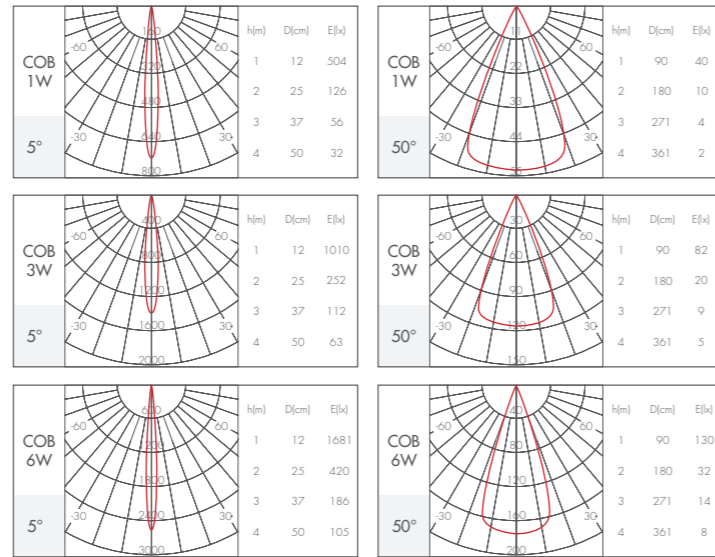 COB
1W
5°
-60
60
-30
30
160
320
480
640
800
h(m) D(cm) E(lx)
1 12 504
2 25 126
3 37 56
4 50 32
COB
1W
50°
-60
60
-30
30
11
22
33
44
55
h(m) D(cm) E(lx)
1 90 40
2 180 10
3 271 4
4 361 2
COB
3W
5°
-60
60
-30
30
400
800
1200
1600
2000
h(m) D(cm) E(lx)
1 12 1010
2 25 252
3 37 112
4 50 63
COB
3W
50°
-60
60
-30
30
30
60
90
120
150
h(m) D(cm) E(lx)
1 90 82
2 180 20
3 271 9
4 361 5
COB
6W
5°
-60
60
-30
30
600
1200
1800
2400
3000
h(m) D(cm) E(lx)
1 12 1681
2 25 420
3 37 186
4 50 105
COB
6W
50°
-60
60
-30
30
40
80
160
200
h(m) D(cm) E(lx)
1 90 130
2 180 32
3 271 14
4 361 8